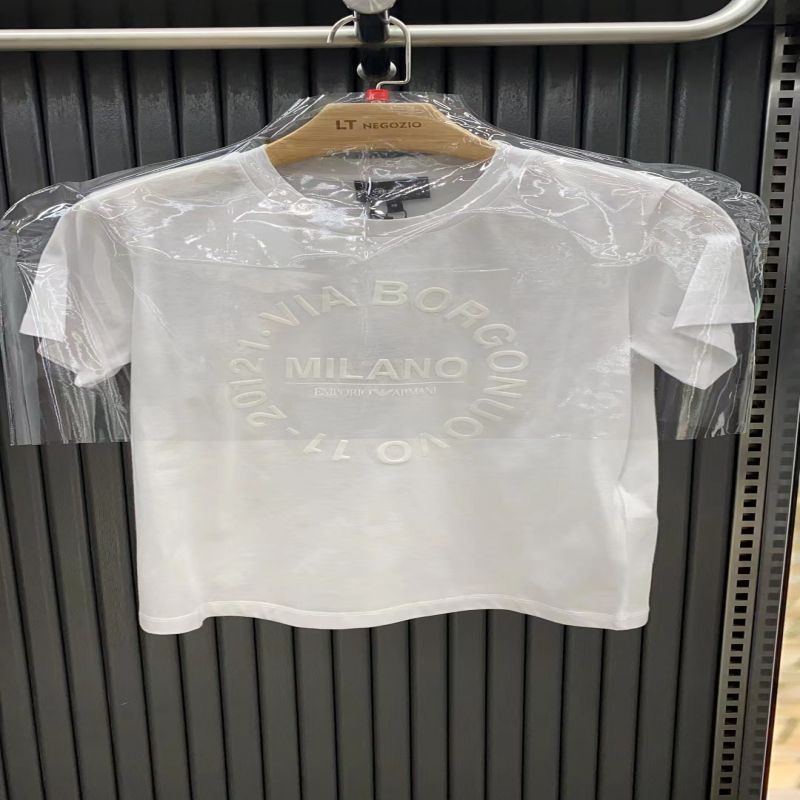 LT NEGOZIO
VIA BORGONUOVO 11 - 20121 ·
MILANO
EMPORIO ARMANI